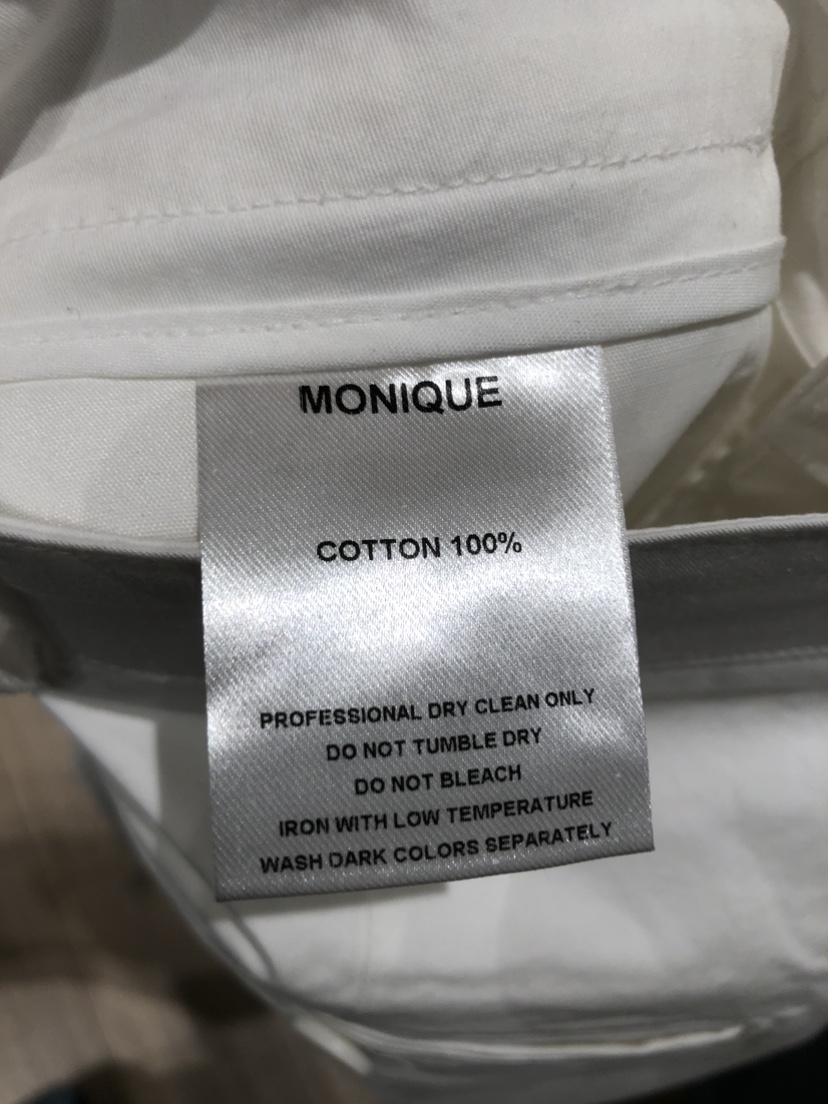 MONIQUE
COTTON 100%
PROFESSIONAL DRY CLEAN ONLY
DO NOT TUMBLE DRY
DO NOT BLEACH
IRON WITH LOW TEMPERATURE
WASH DARK COLORS SEPARATELY